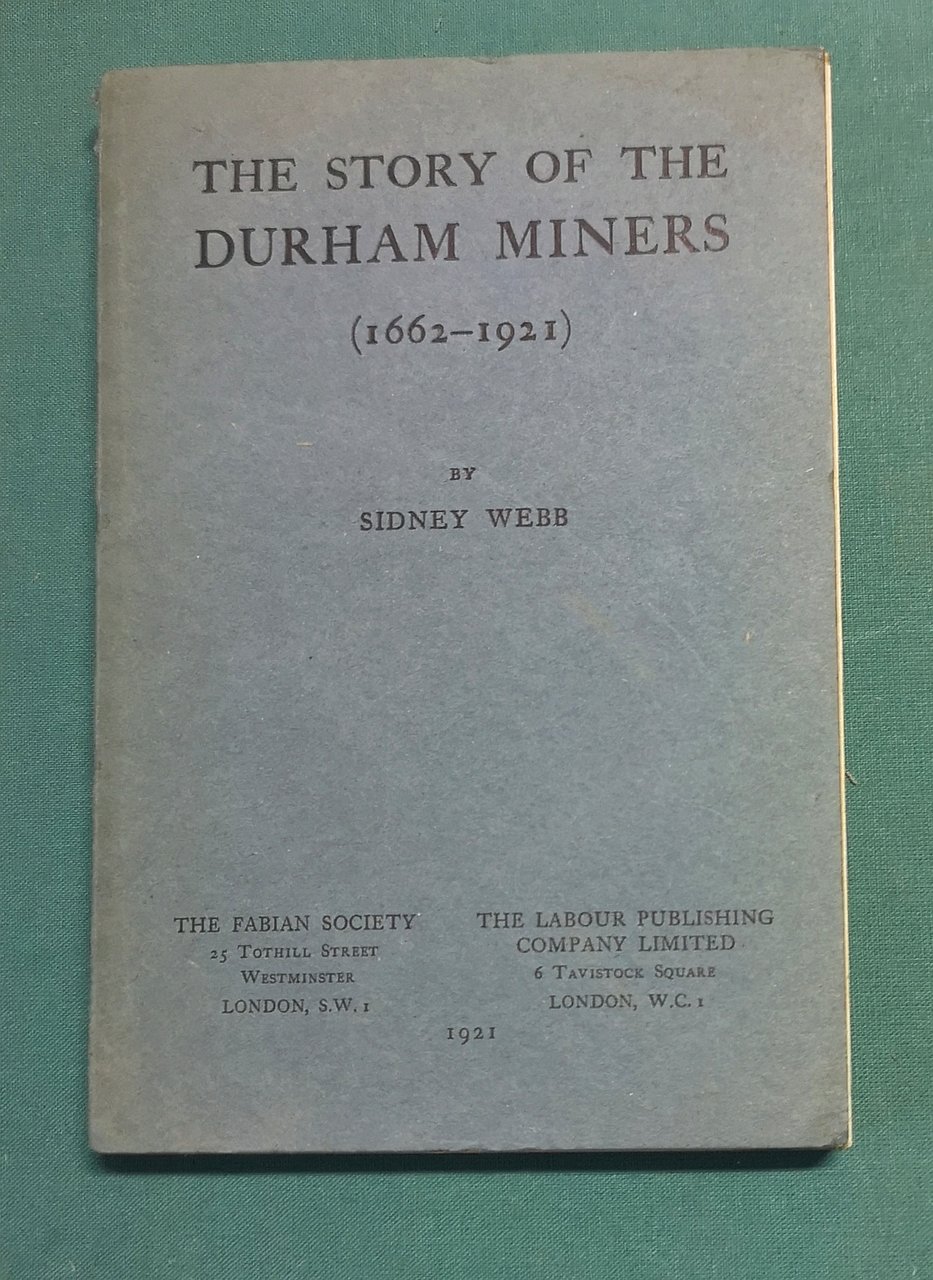 THE STORY OF THE
DURHAM MINERS
(1662–1921)
BY
SIDNEY WEBB
THE FABIAN SOCIETY
25 TOTHILL STREET
WESTMINSTER
LONDON, S.W. 1
THE LABOUR PUBLISHING
COMPANY LIMITED
6 TAVISTOCK SQUARE
LONDON, W.C. 1
1921